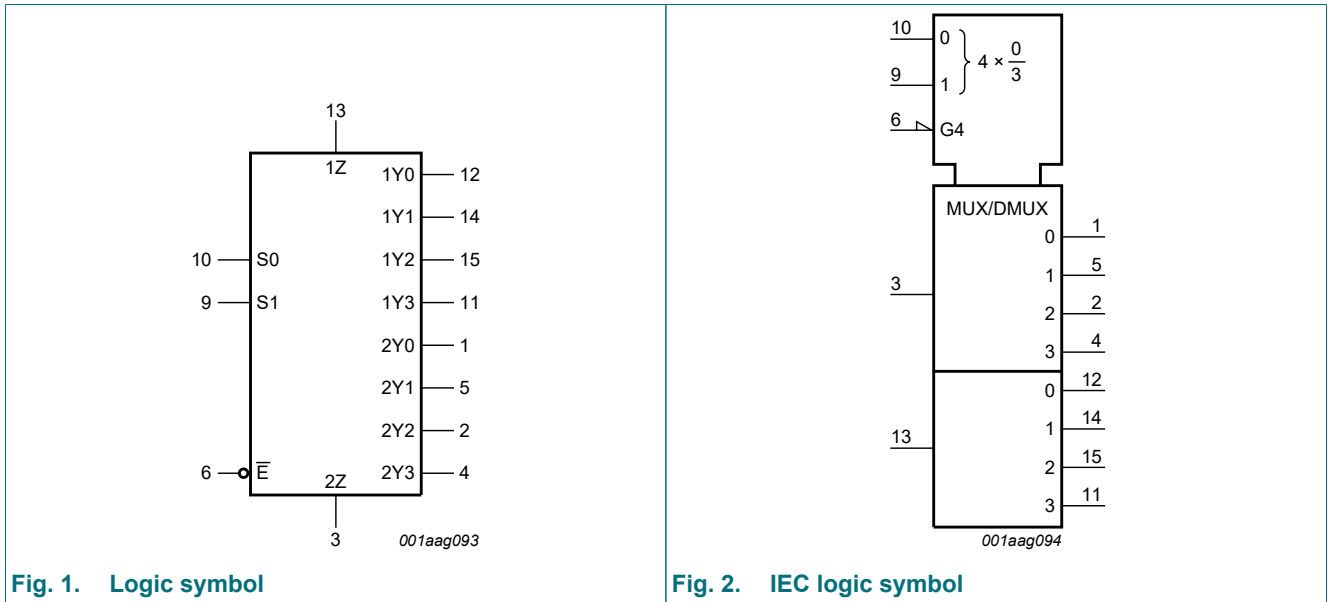 13
1Z
1Y0 12
1Y1 14
10 S0 1Y2 15
9 S1 1Y3 11
2Y0 1
2Y1 5
2Y2 2
6 E̅ 2Y3 4
2Z
3
001aag093
Fig. 1. Logic symbol
10 0
4 × 0/3
9 1
6 G4
MUX/DMUX
0 1
1 5
3
2 2
3 4
0 12
1 14
13
2 15
3 11
001aag094
Fig. 2. IEC logic symbol